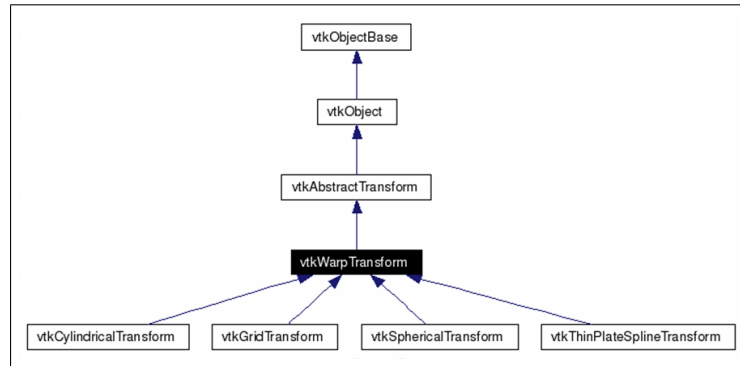 vtkObjectBase
vtkObject
vtkAbstractTransform
vtkWarpTransform
vtkCylindricalTransform
vtkGridTransform
vtkSphericalTransform
vtkThinPlateSplineTransform